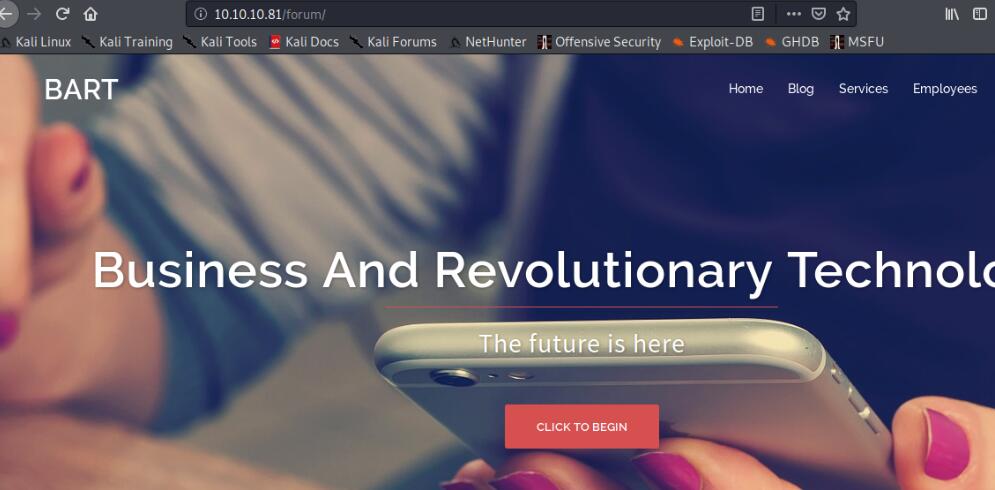 10.10.10.81/forum/
Kali Linux Kali Training Kali Tools Kali Docs Kali Forums NetHunter Offensive Security Exploit-DB GHDB MSFU
BART Home Blog Services Employees
Business And Revolutionary Technolo
The future is here
CLICK TO BEGIN